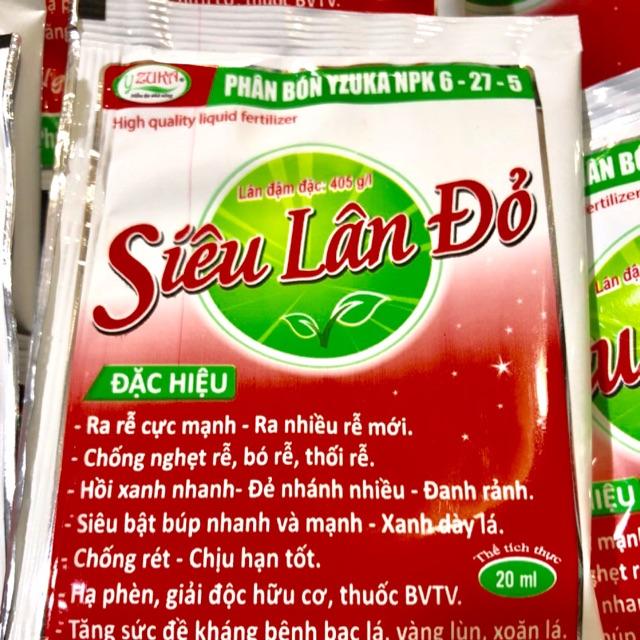 thuốc BVTV.
YZUKA
PHÂN BÓN YZUKA NPK 6 - 27 - 5
High quality liquid fertilizer
Lân đậm đặc: 405 g/l
Siêu Lân Đỏ
ĐẶC HIỆU
- Ra rễ cực mạnh - Ra nhiều rễ mới.
- Chống nghẹt rễ, bó rễ, thối rễ.
- Hồi xanh nhanh- Đẻ nhánh nhiều - Đanh rảnh.
- Siêu bật búp nhanh và mạnh - Xanh dày lá.
- Chống rét - Chịu hạn tốt.
Thể tích thực
20 ml
- Hạ phèn, giải độc hữu cơ, thuốc BVTV.
- Tăng sức đề kháng bệnh bạc lá, vàng lùn, xoăn lá